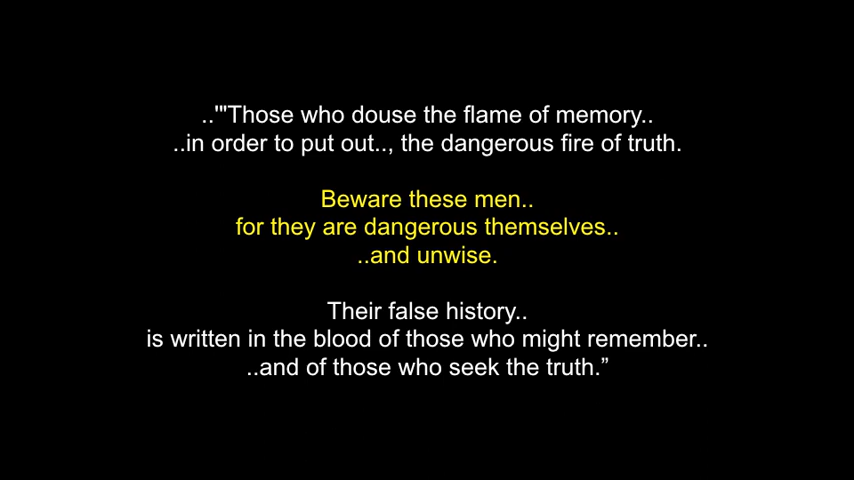 ..'"Those who douse the flame of memory..
..in order to put out.., the dangerous fire of truth.
Beware these men..
for they are dangerous themselves..
..and unwise.
Their false history..
is written in the blood of those who might remember..
..and of those who seek the truth.”